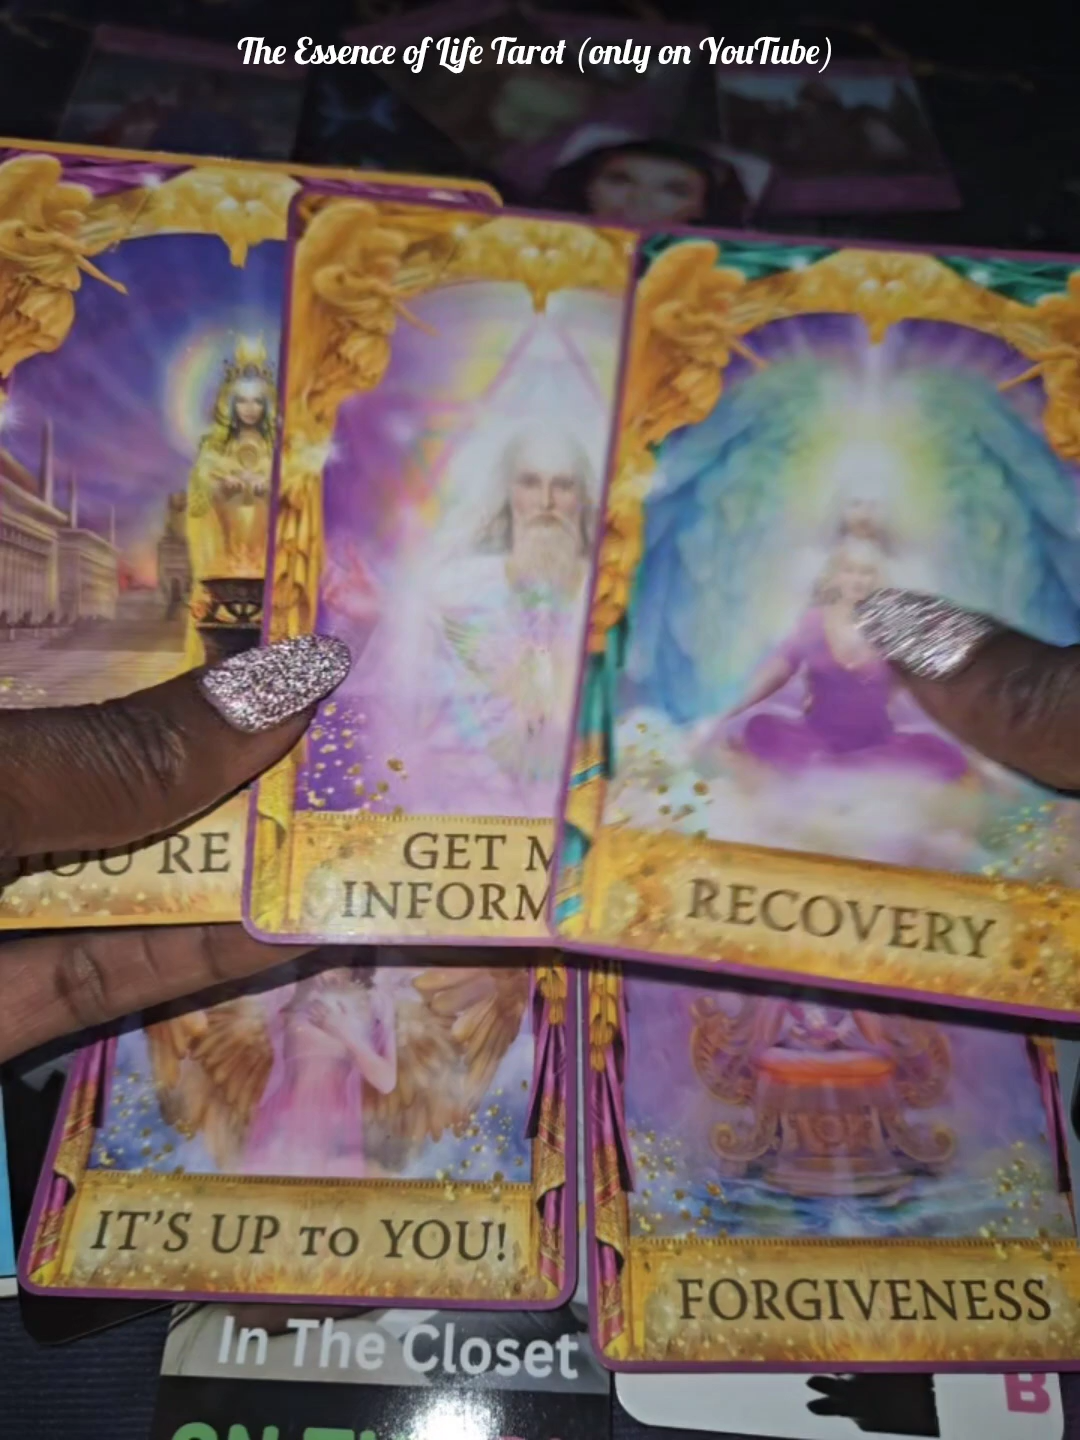 The Essence of Life Tarot (only on YouTube)
YOU'RE
GET M
INFORM
RECOVERY
IT'S UP TO YOU!
FORGIVENESS
In The Closet
B